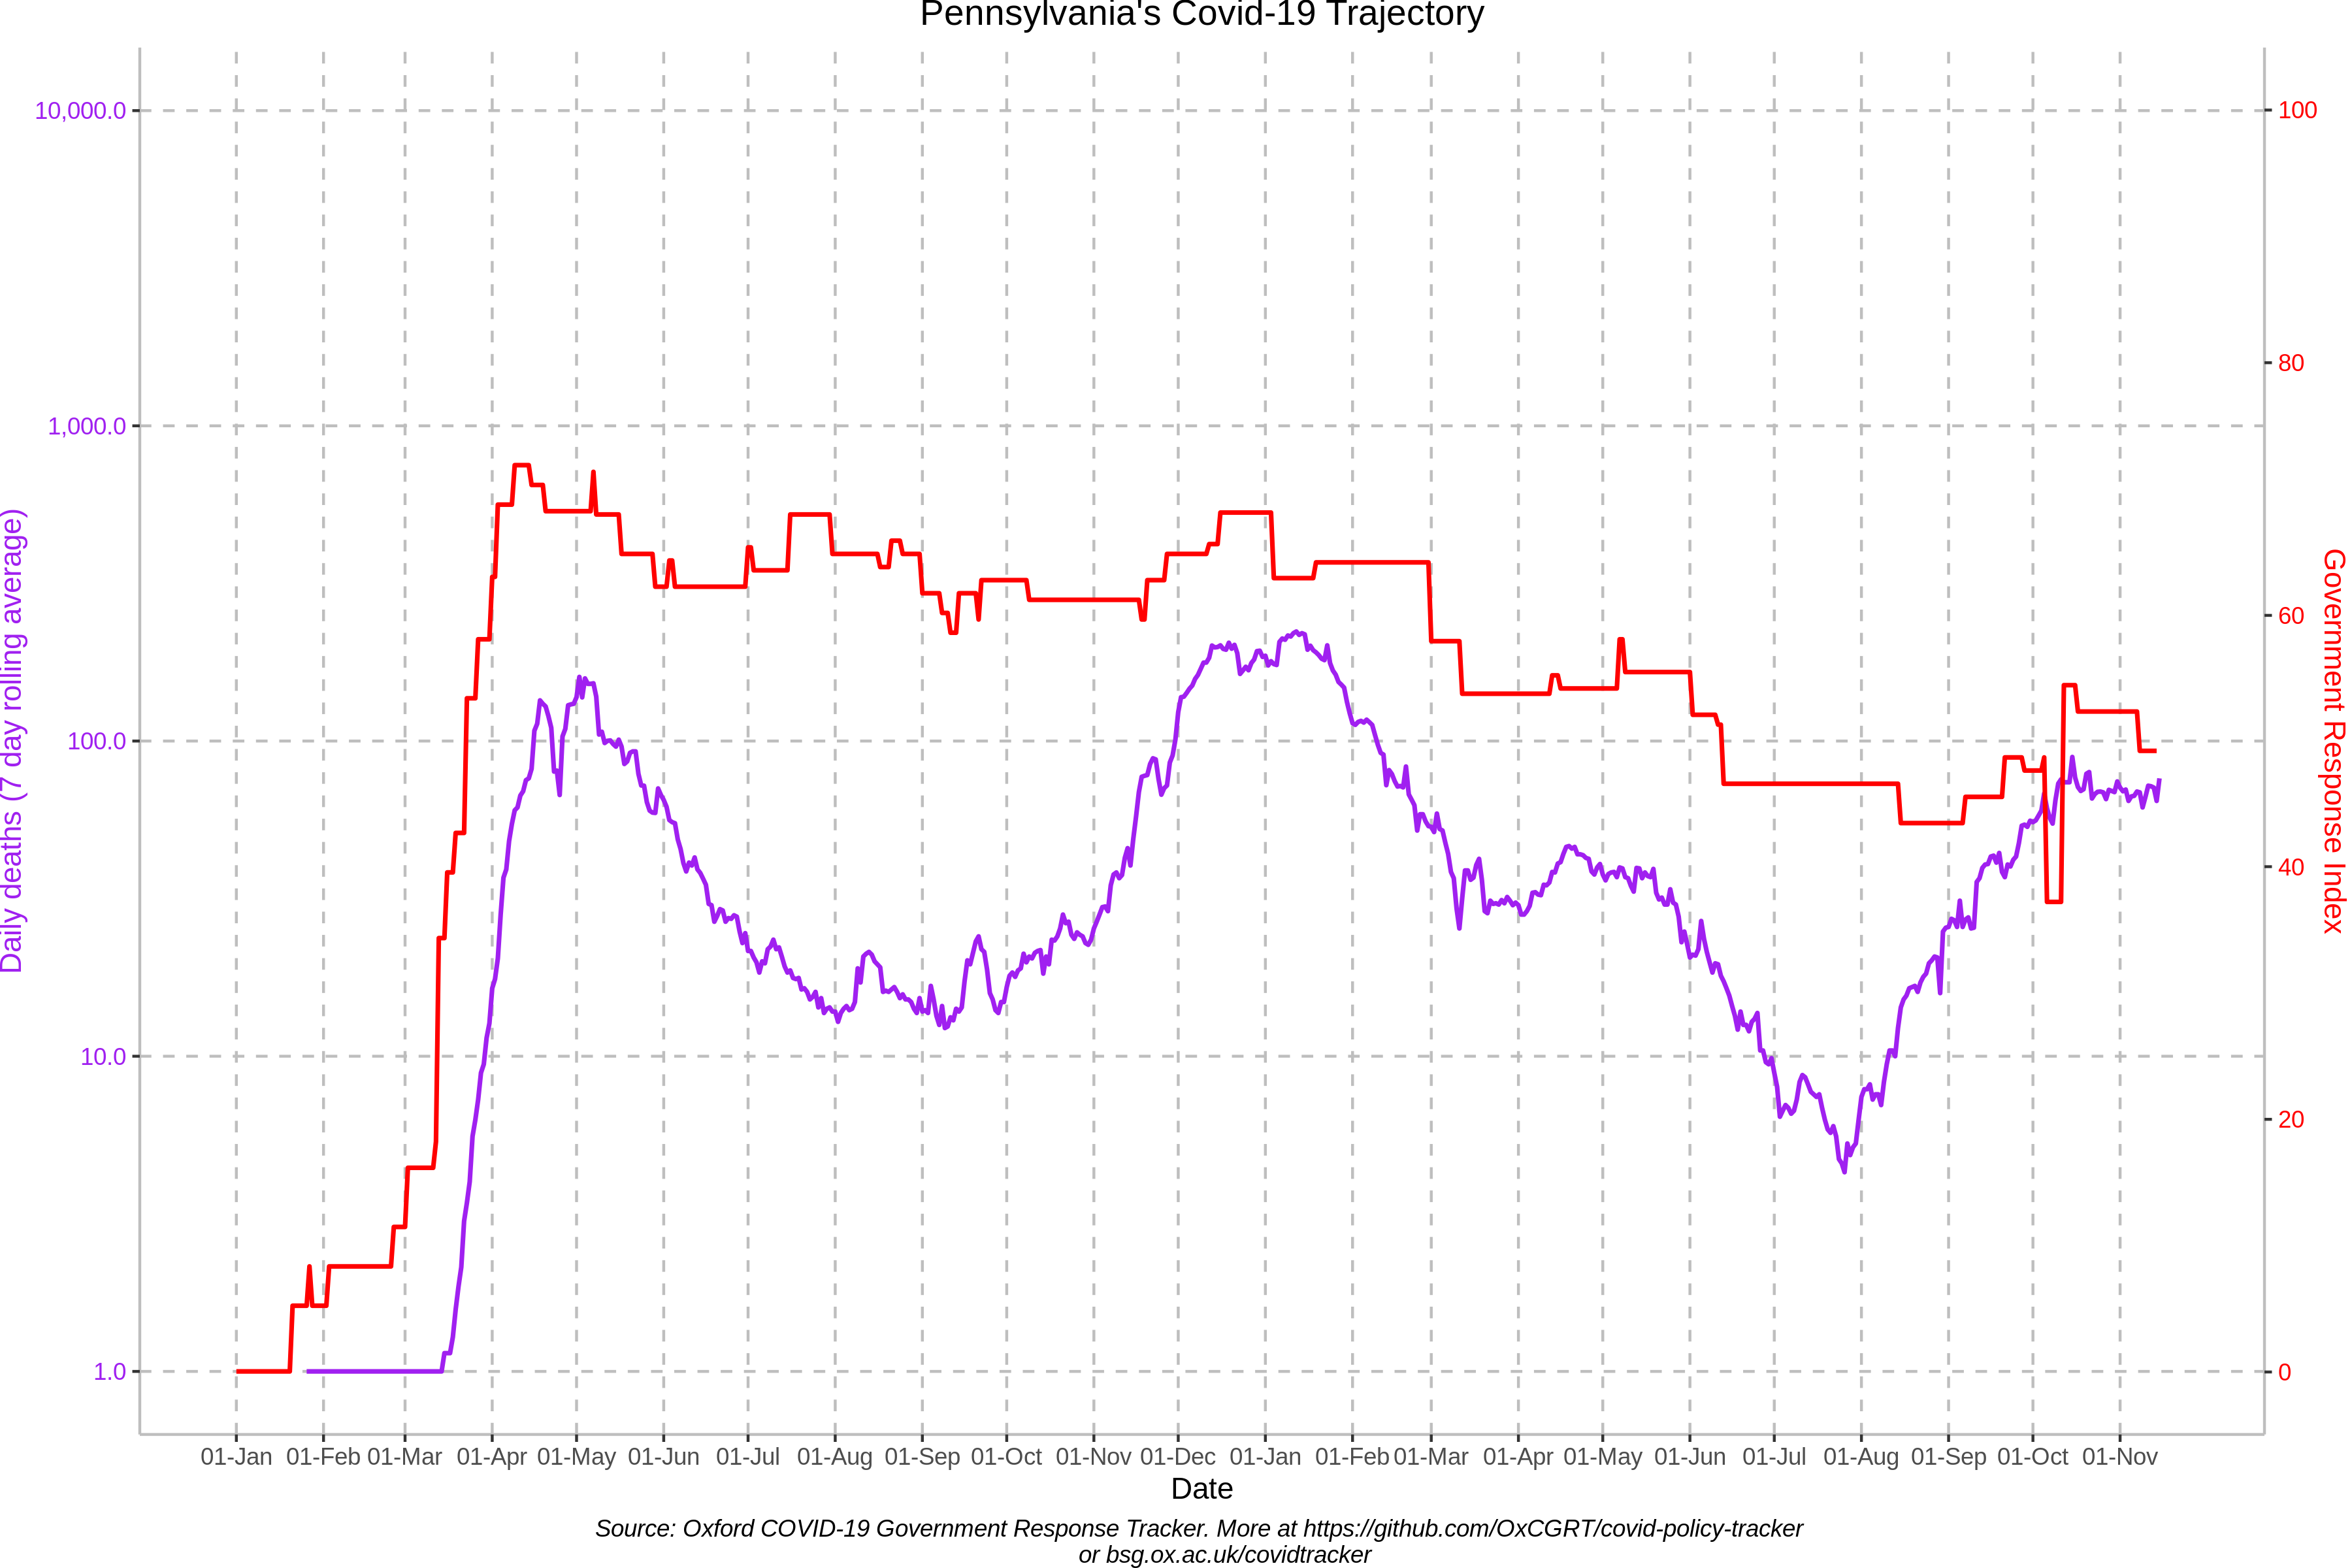 Pennsylvania's Covid-19 Trajectory
Daily deaths (7 day rolling average)
10,000.0
1,000.0
100.0
10.0
1.0
Government Response Index
100
80
60
40
20
0
01-Jan 01-Feb 01-Mar 01-Apr 01-May 01-Jun 01-Jul 01-Aug 01-Sep 01-Oct 01-Nov 01-Dec 01-Jan 01-Feb 01-Mar 01-Apr 01-May 01-Jun 01-Jul 01-Aug 01-Sep 01-Oct 01-Nov
Date
Source: Oxford COVID-19 Government Response Tracker. More at https://github.com/OxCGRT/covid-policy-tracker
or bsg.ox.ac.uk/covidtracker